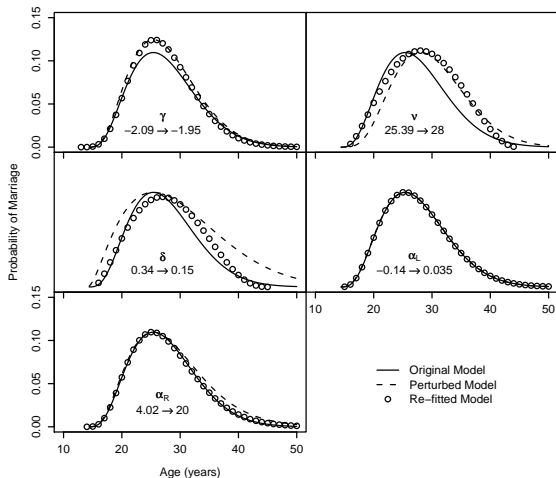 0.00 0.05 0.10 0.15
γ
−2.09 → −1.95
ν
25.39 → 28
Probability of Marriage
δ
0.34 → 0.15
α_L
−0.14 → 0.035
10 20 30 40 50
0.00 0.05 0.10 0.15
α_R
4.02 → 20
Original Model
Perturbed Model
Re−fitted Model
10 20 30 40 50
Age (years)